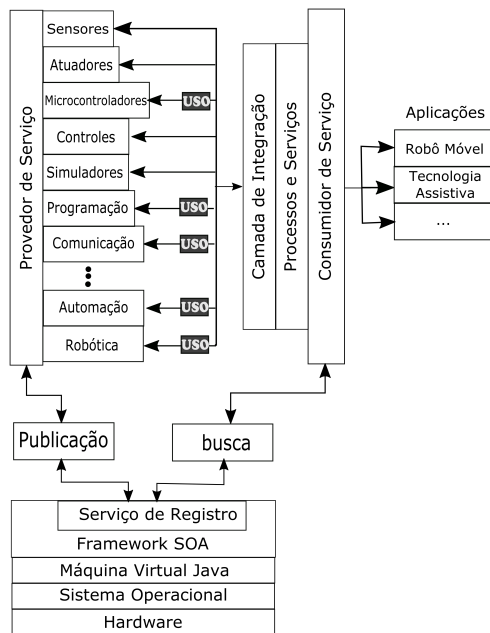 Provedor de Serviço
Sensores
Atuadores
Microcontroladores
USO
Controles
Simuladores
Programação
USO
Comunicação
USO
Automação
USO
Robótica
USO
Camada de Integração
Processos e Serviços
Consumidor de Serviço
Aplicações
Robô Móvel
Tecnologia
Assistiva
...
Publicação
busca
Serviço de Registro
Framework SOA
Máquina Virtual Java
Sistema Operacional
Hardware